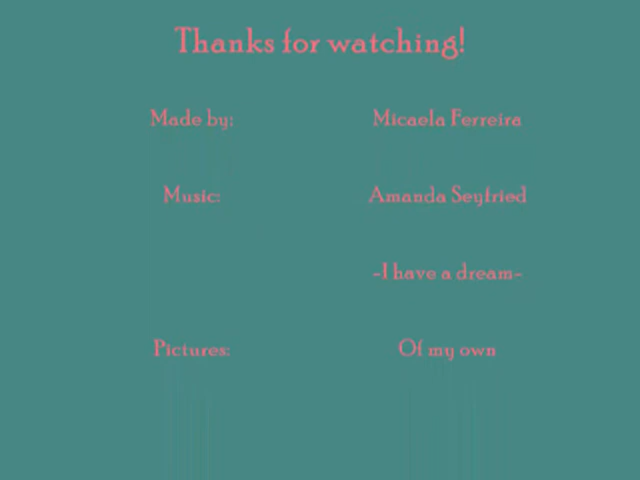 Thanks for watching!
Made by: Micaela Ferreira
Music: Amanda Seyfried
-I have a dream-
Pictures: Of my own